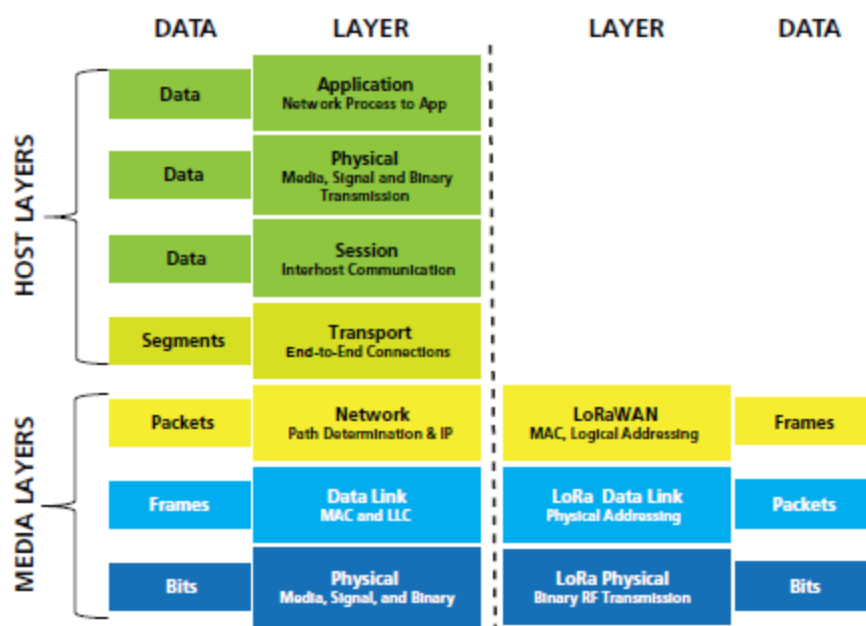 DATA
LAYER
LAYER
DATA
HOST LAYERS
Data
Application
Network Process to App
Data
Physical
Media, Signal and Binary
Transmission
Data
Session
Interhost Communication
Segments
Transport
End-to-End Connections
MEDIA LAYERS
Packets
Network
Path Determination & IP
LoRaWAN
MAC, Logical Addressing
Frames
Frames
Data Link
MAC and LLC
LoRa Data Link
Physical Addressing
Packets
Bits
Physical
Media, Signal, and Binary
LoRa Physical
Binary RF Transmission
Bits